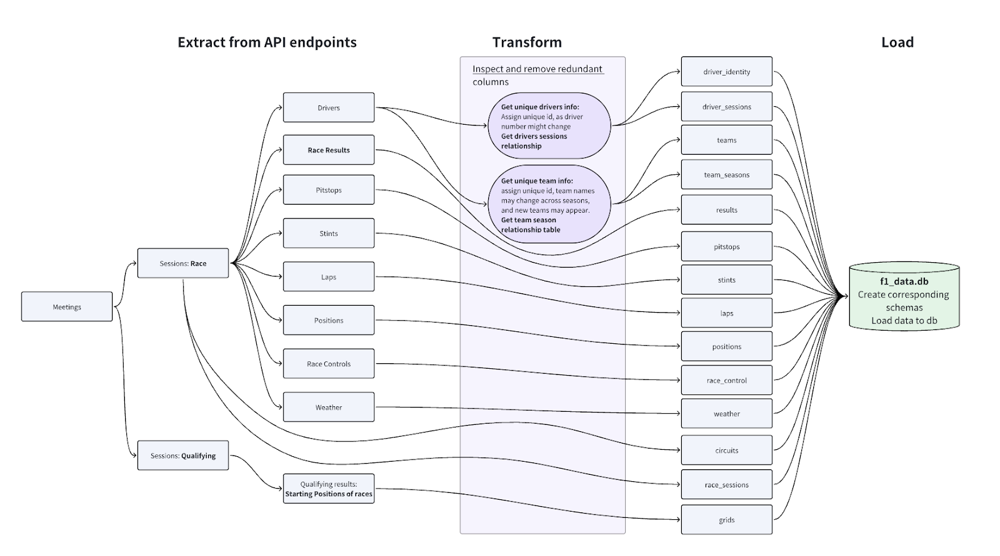 Extract from API endpoints
Transform
Load
Inspect and remove redundant
columns
Meetings
Sessions: Race
Sessions: Qualifying
Drivers
Race Results
Pitstops
Stints
Laps
Positions
Race Controls
Weather
Qualifying results:
Starting Positions of races
Get unique drivers info:
Assign unique id, as driver
number might change
Get drivers sessions
relationship
Get unique team info:
assign unique id, team names
may change across seasons,
and new teams may appear.
Get team season
relationship table
driver_identity
driver_sessions
teams
team_seasons
results
pitstops
stints
laps
positions
race_control
weather
circuits
race_sessions
grids
f1_data.db
Create corresponding
schemas
Load data to db